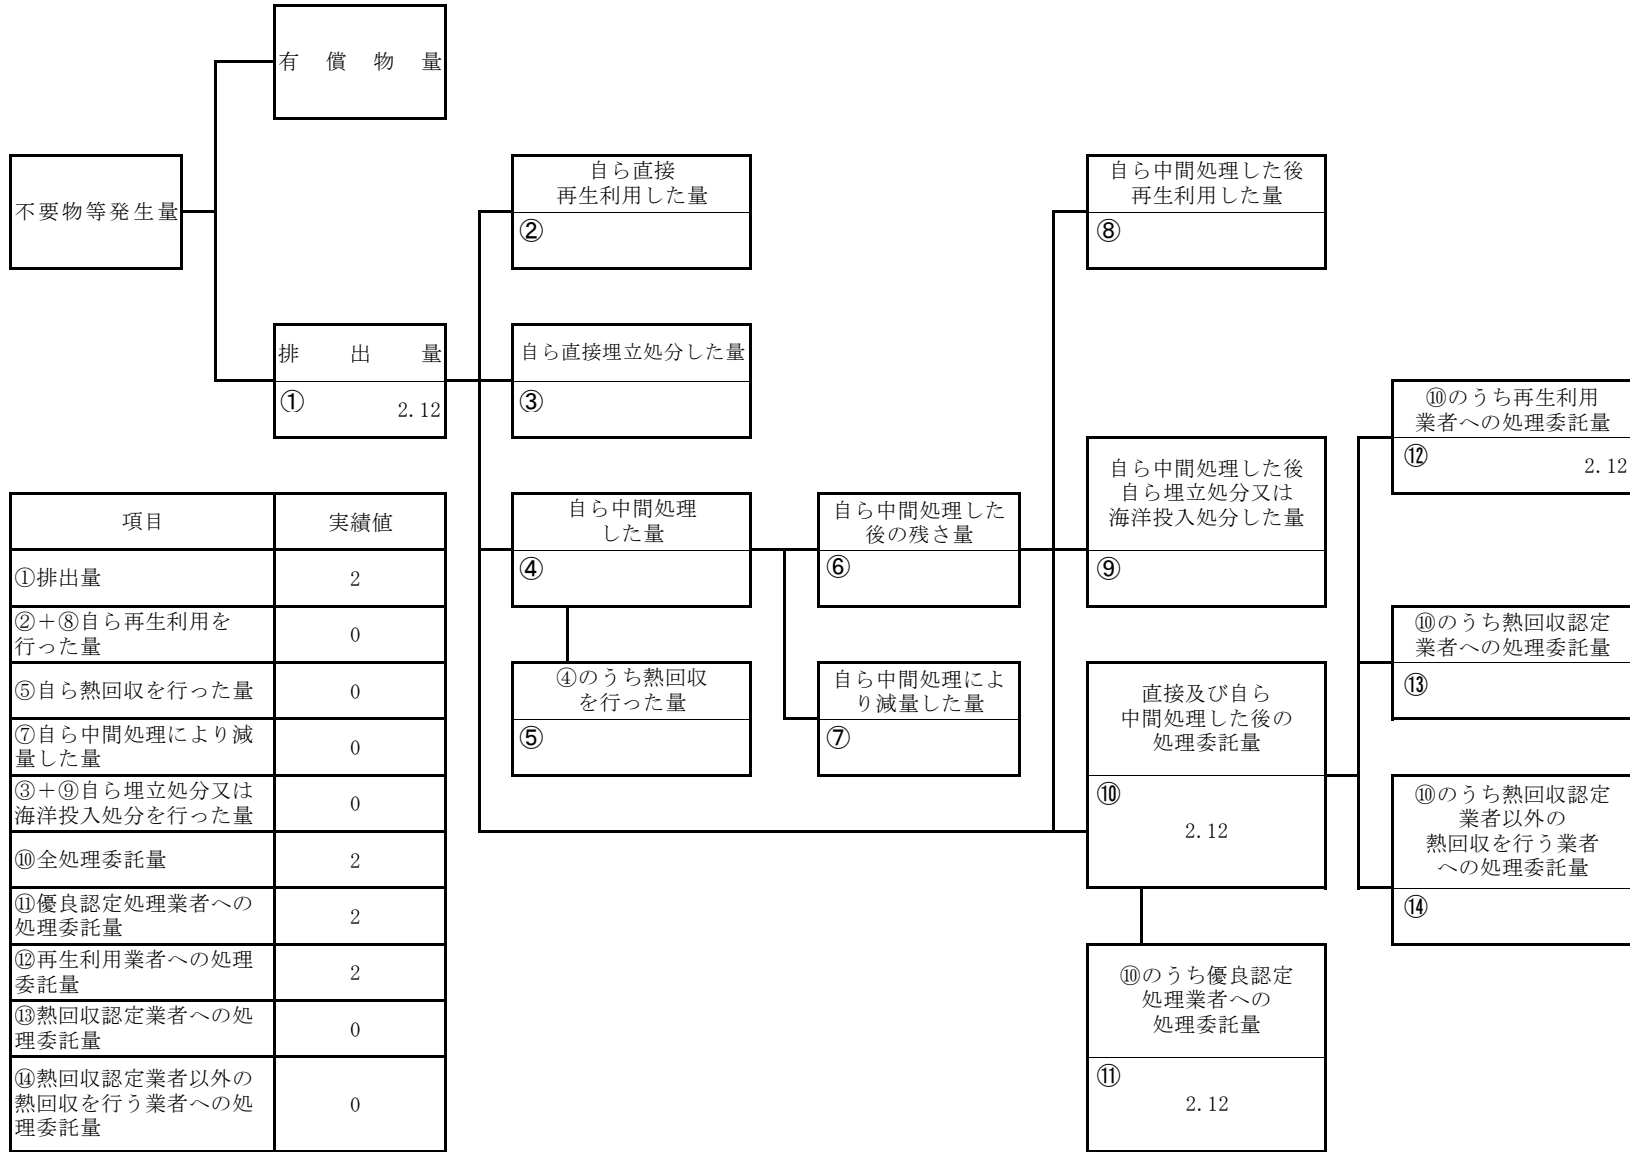 有償物量
不要物等発生量
排出量
①
2.12
自ら直接
再生利用した量
②
自ら直接埋立処分した量
③
自ら中間処理
した量
④
④のうち熱回収
を行った量
⑤
自ら中間処理した
後の残さ量
⑥
自ら中間処理によ
り減量した量
⑦
自ら中間処理した後
再生利用した量
⑧
自ら中間処理した後
自ら埋立処分又は
海洋投入処分した量
⑨
直接及び自ら
中間処理した後の
処理委託量
⑩
2.12
⑩のうち優良認定
処理業者への
処理委託量
⑪
2.12
⑩のうち再生利用
業者への処理委託量
⑫
2.12
⑩のうち熱回収認定
業者への処理委託量
⑬
⑩のうち熱回収認定
業者以外の
熱回収を行う業者
への処理委託量
⑭
項目 実績値
①排出量 2
②＋⑧自ら再生利用を
行った量 0
⑤自ら熱回収を行った量 0
⑦自ら中間処理により減
量した量 0
③＋⑨自ら埋立処分又は
海洋投入処分を行った量 0
⑩全処理委託量 2
⑪優良認定処理業者への
処理委託量 2
⑫再生利用業者への処理
委託量 2
⑬熱回収認定業者への処
理委託量 0
⑭熱回収認定業者以外の
熱回収を行う業者への処
理委託量 0